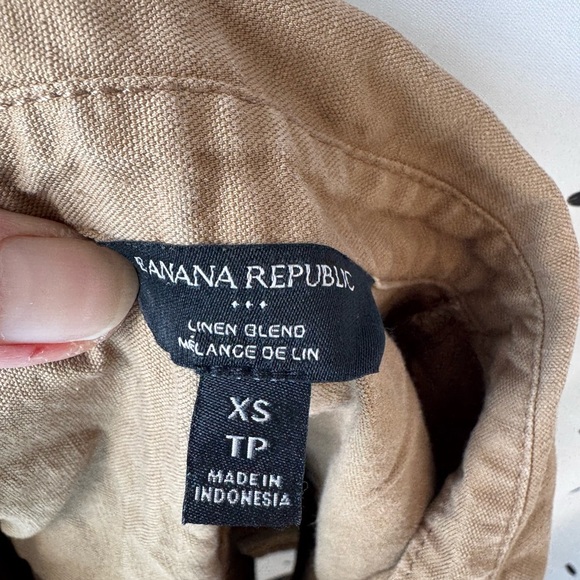 BANANA REPUBLIC
LINEN BLEND
MÉLANGE DE LIN
XS
TP
MADE IN
INDONESIA